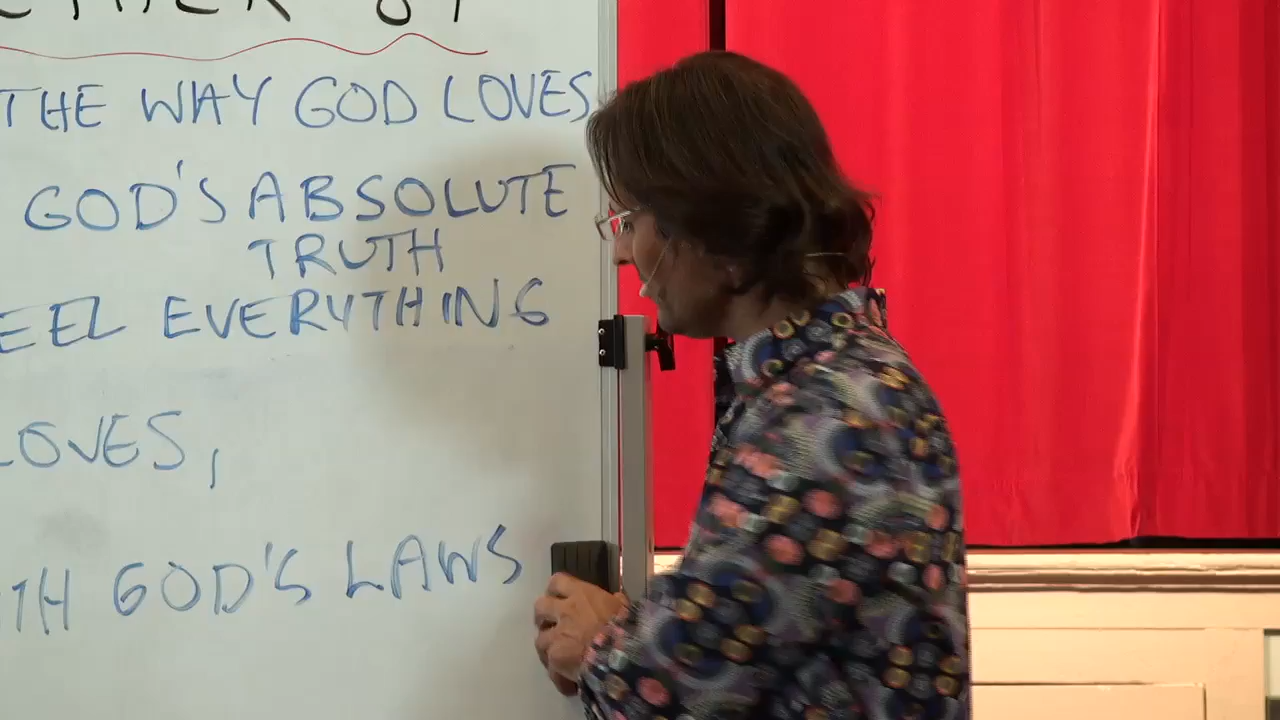 THE WAY GOD LOVES
GOD'S ABSOLUTE
TRUTH
EEL EVERYTHING
LOVES,
TH GOD'S LAWS